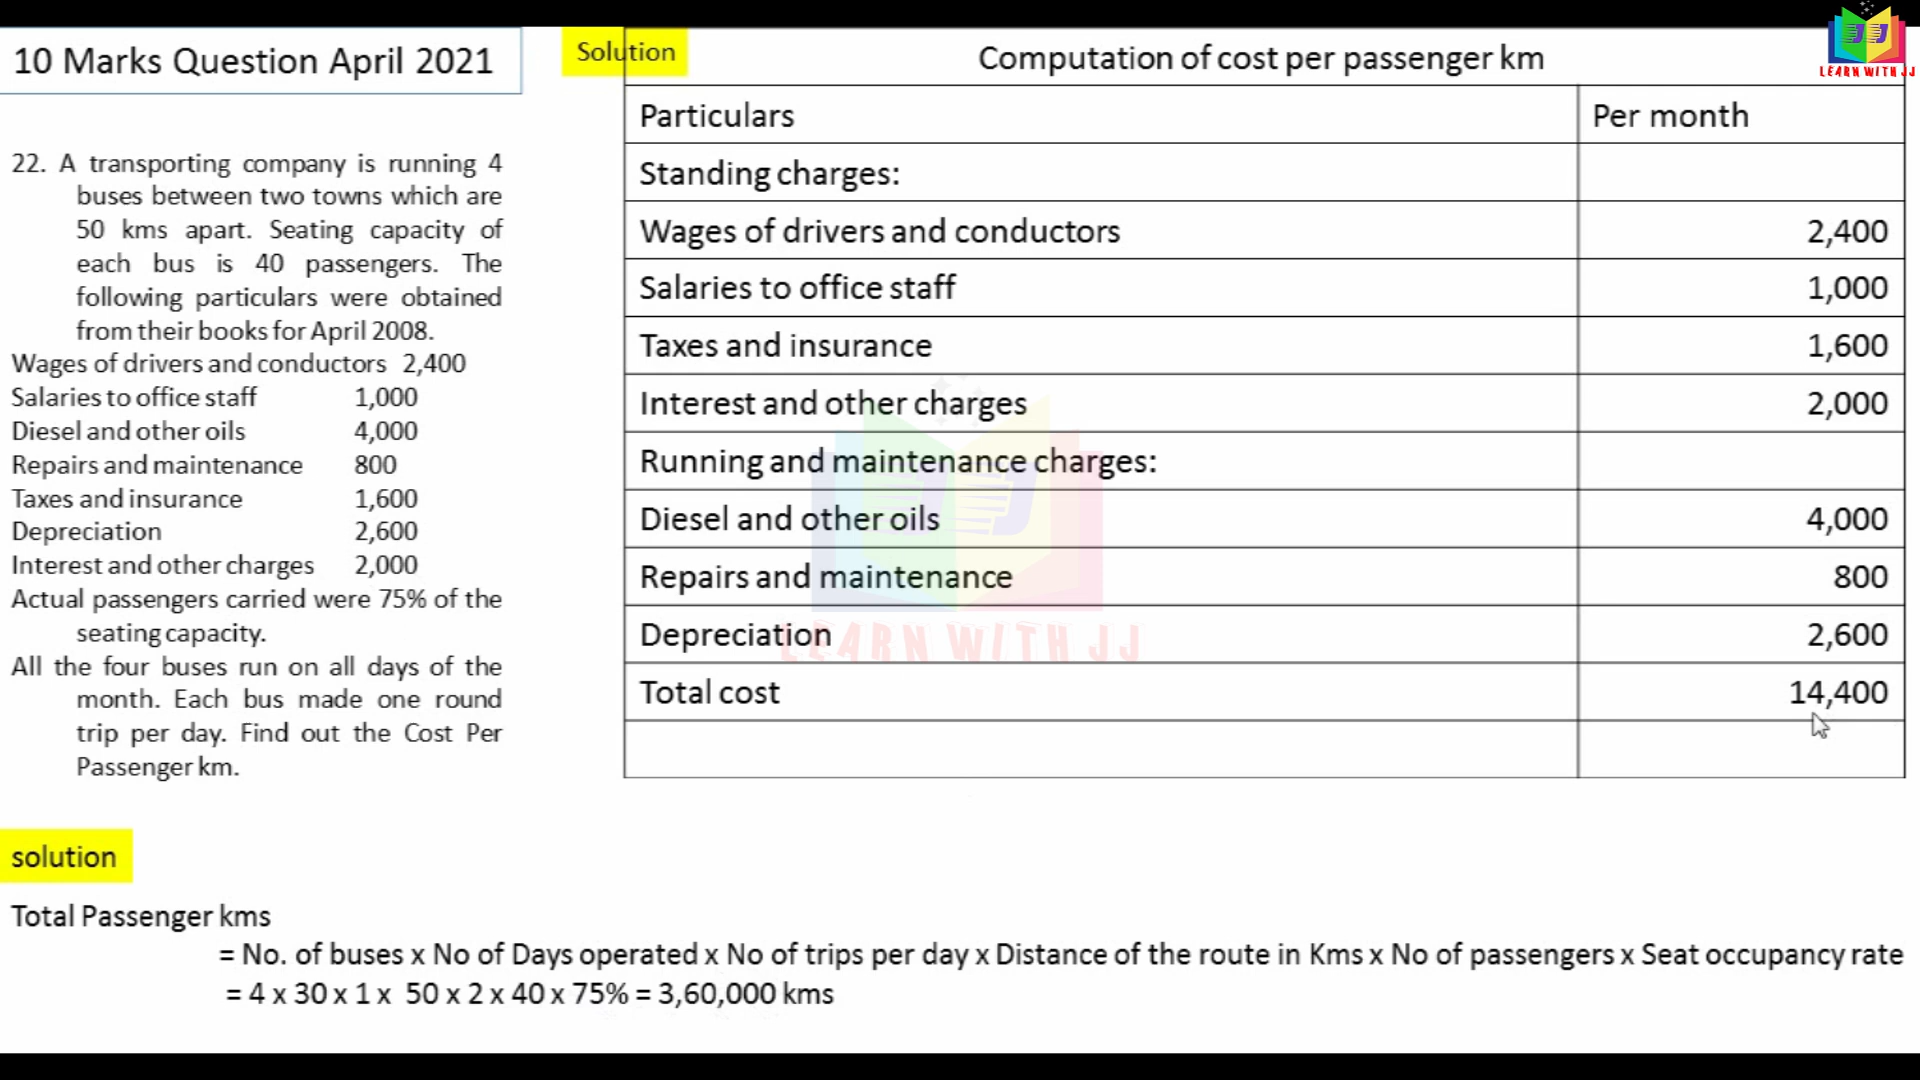 10 Marks Question April 2021
22. A transporting company is running 4
buses between two towns which are
50 kms apart. Seating capacity of
each bus is 40 passengers. The
following particulars were obtained
from their books for April 2008.
Wages of drivers and conductors 2,400
Salaries to office staff 1,000
Diesel and other oils 4,000
Repairs and maintenance 800
Taxes and insurance 1,600
Depreciation 2,600
Interest and other charges 2,000
Actual passengers carried were 75% of the
seating capacity.
All the four buses run on all days of the
month. Each bus made one round
trip per day. Find out the Cost Per
Passenger km.
Solution
Computation of cost per passenger km
Particulars Per month
Standing charges:
Wages of drivers and conductors 2,400
Salaries to office staff 1,000
Taxes and insurance 1,600
Interest and other charges 2,000
Running and maintenance charges:
Diesel and other oils 4,000
Repairs and maintenance 800
Depreciation 2,600
Total cost 14,400
solution
Total Passenger kms
= No. of buses x No of Days operated x No of trips per day x Distance of the route in Kms x No of passengers x Seat occupancy rate
= 4 x 30 x 1 x 50 x 2 x 40 x 75% = 3,60,000 kms
JJ
LEARN WITH JJ
JJ
LEARN WITH JJ